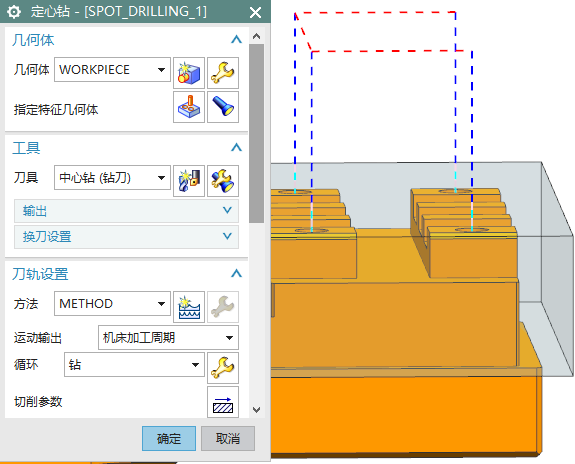 定心钻 - [SPOT_DRILLING_1]
几何体
几何体 WORKPIECE
指定特征几何体
工具
刀具 中心钻 (钻刀)
输出
换刀设置
刀轨设置
方法 METHOD
运动输出 机床加工周期
循环 钻
切削参数
确定 取消